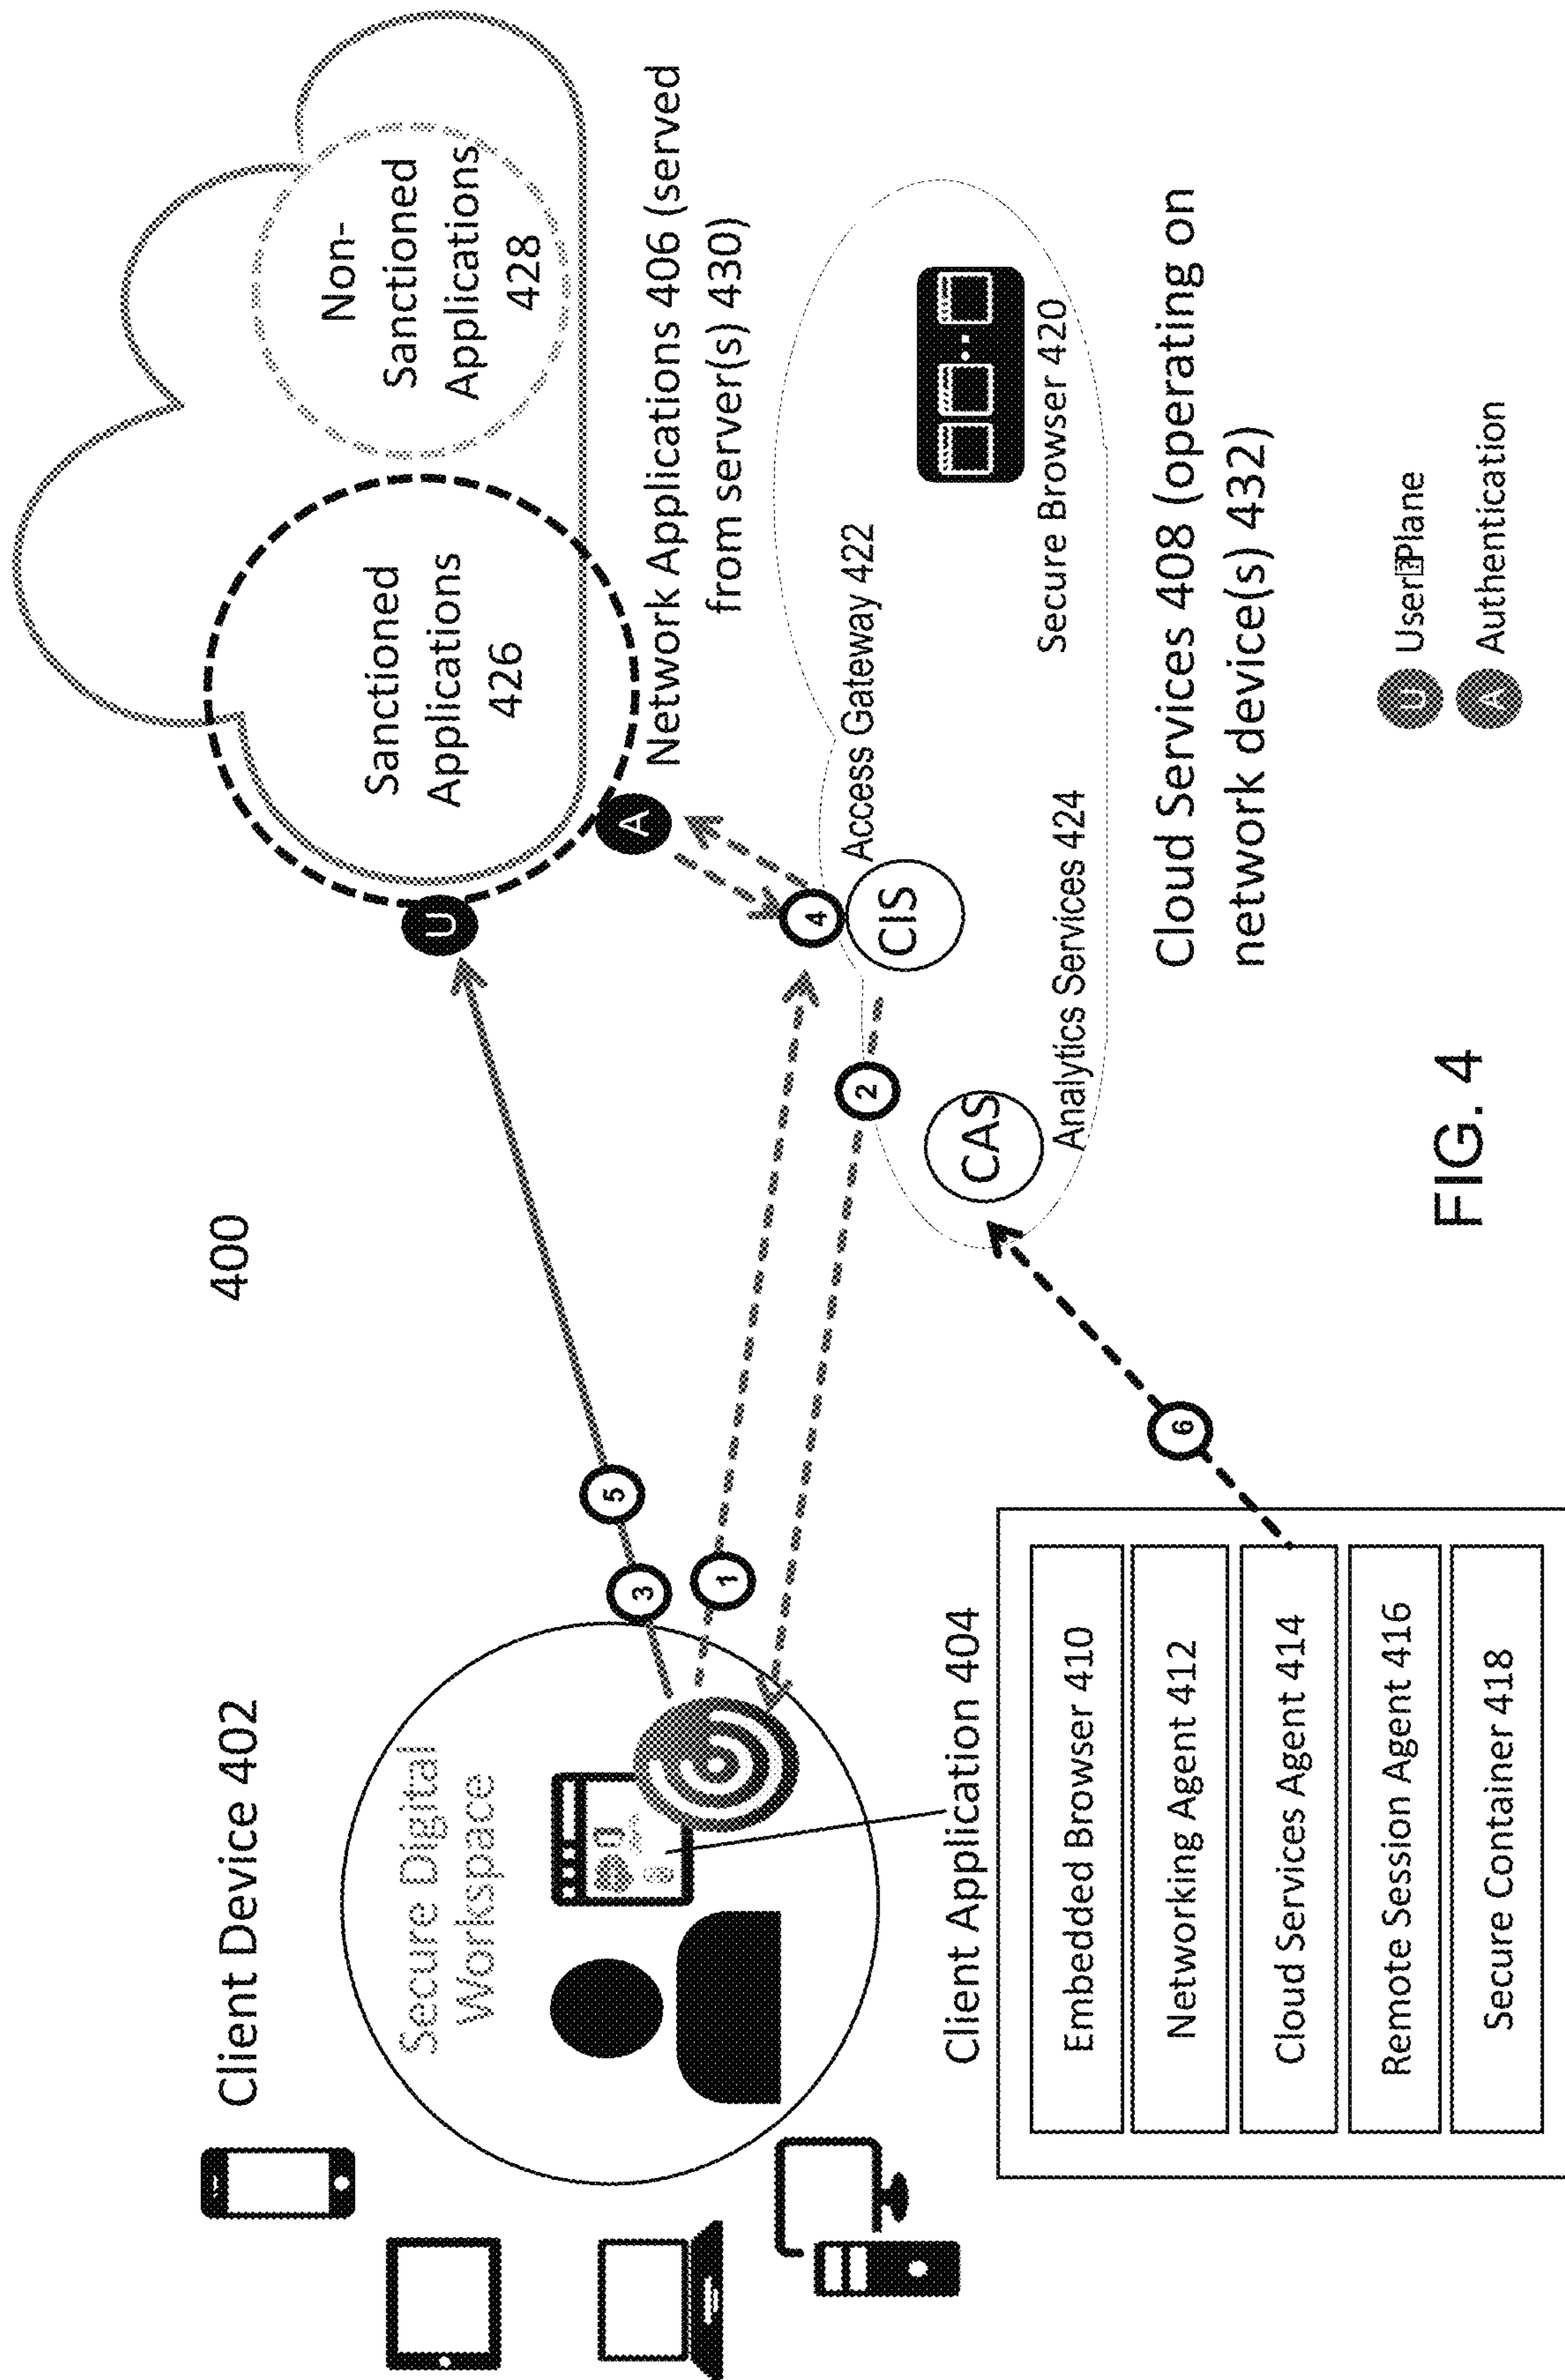 Client Device 402
400
Secure Digital
Workspace
Sanctioned
Applications
426
Non-
Sanctioned
Applications
428
U
A
3
5
1
4
2
6
Network Applications 406 (served
from server(s) 430)
Client Application 404
Embedded Browser 410
Networking Agent 412
Cloud Services Agent 414
Remote Session Agent 416
Secure Container 418
Access Gateway 422
CIS
CAS
Analytics Services 424
Secure Browser 420
Cloud Services 408 (operating on
network device(s) 432)
U User Plane
A Authentication
FIG. 4